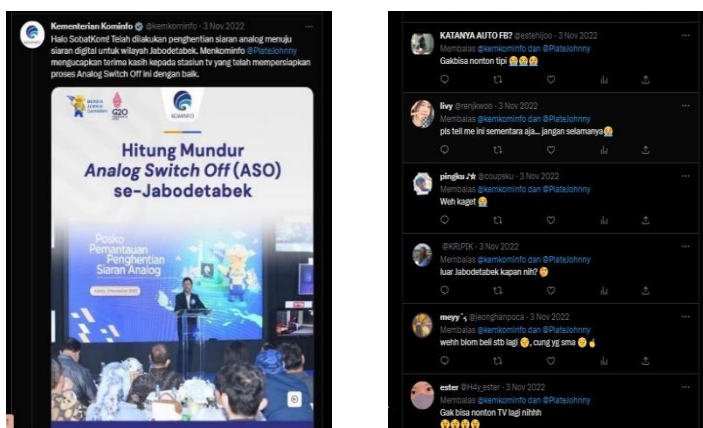 Kementerian Kominfo @kemkominfo · 3 Nov 2022
Halo SobatKom! Telah dilakukan penghentian siaran analog menuju
siaran digital untuk wilayah Jabodetabek. Menkominfo @PlateJohnny
mengucapkan terima kasih kepada stasiun tv yang telah mempersiapkan
proses Analog Switch Off ini dengan baik.
G20
KOMINFO
Hitung Mundur
Analog Switch Off (ASO)
se-Jabodetabek
Posko
Pemantauan
Penghentian
Siaran Analog
KATANYA AUTO FB? @estehljoo · 3 Nov 2022
Membalas @kemkominfo dan @PlateJohnny
Gakbisa nonton tipi 😭😭😭
livy @renjkwoo · 3 Nov 2022
Membalas @kemkominfo dan @PlateJohnny
pls tell me ini sementara aja... jangan selamanya😭
pingku @coupsku · 3 Nov 2022
Membalas @kemkominfo dan @PlateJohnny
Weh kaget 😭
@KRIPIK · 3 Nov 2022
Membalas @kemkominfo dan @PlateJohnny
luar Jabodetabek kapan nih?
meyy @jeonghanpoca · 3 Nov 2022
Membalas @kemkominfo dan @PlateJohnny
wehh blom beli stb lagi, cung yg sma
ester @H4y_ester · 3 Nov 2022
Membalas @kemkominfo dan @PlateJohnny
Gak bisa nonton TV lagi nihhh